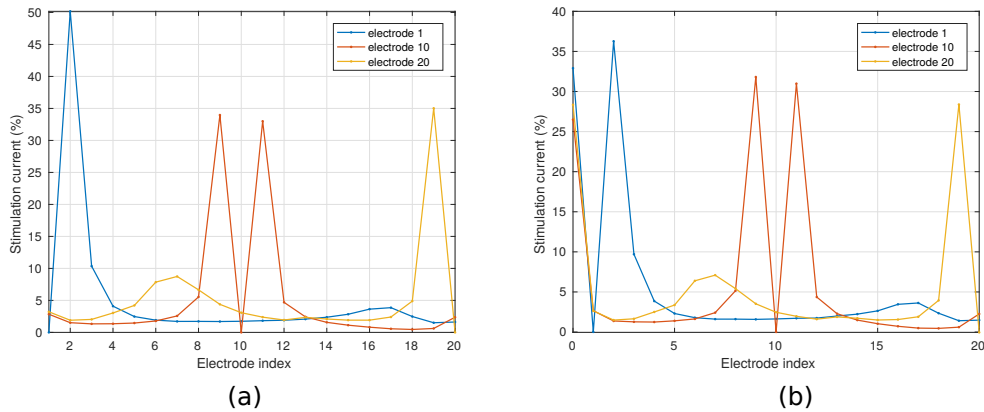 50
45
40
35
30
25
20
15
10
5
0
Stimulation current (%)
2 4 6 8 10 12 14 16 18 20
Electrode index
electrode 1
electrode 10
electrode 20
(a)
40
35
30
25
20
15
10
5
0
Stimulation current (%)
0 5 10 15 20
Electrode index
electrode 1
electrode 10
electrode 20
(b)